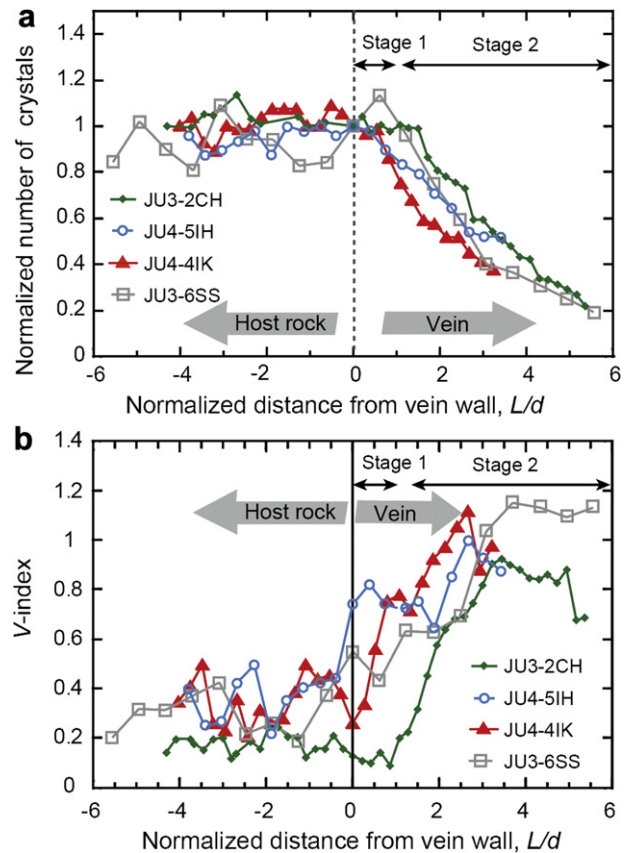 a
Normalized number of crystals
1.4
1.2
1
0.8
0.6
0.4
0.2
0
Stage 1
Stage 2
JU3-2CH
JU4-5IH
JU4-4IK
JU3-6SS
Host rock
Vein
-6
-4
-2
0
2
4
6
Normalized distance from vein wall, L/d
b
V-index
1.4
1.2
1
0.8
0.6
0.4
0.2
0
Stage 1
Stage 2
Host rock
Vein
JU3-2CH
JU4-5IH
JU4-4IK
JU3-6SS
-6
-4
-2
0
2
4
6
Normalized distance from vein wall, L/d